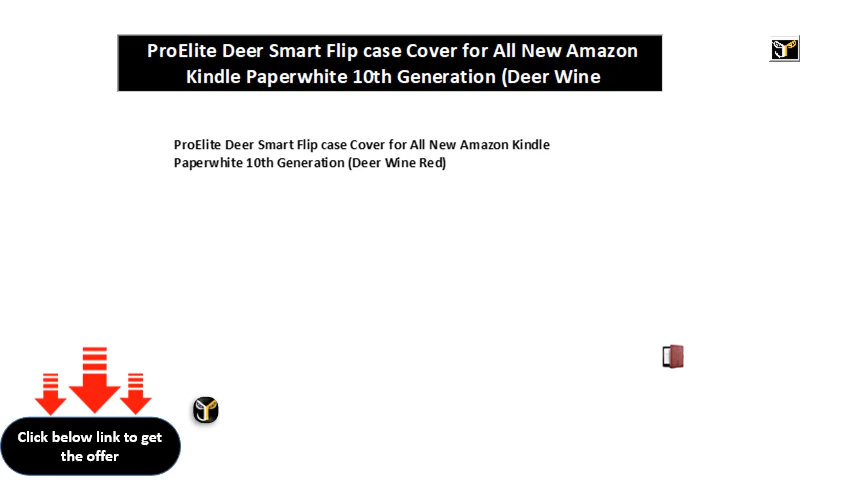 ProElite Deer Smart Flip case Cover for All New Amazon
Kindle Paperwhite 10th Generation (Deer Wine
ProElite Deer Smart Flip case Cover for All New Amazon Kindle
Paperwhite 10th Generation (Deer Wine Red)
Click below link to get
the offer